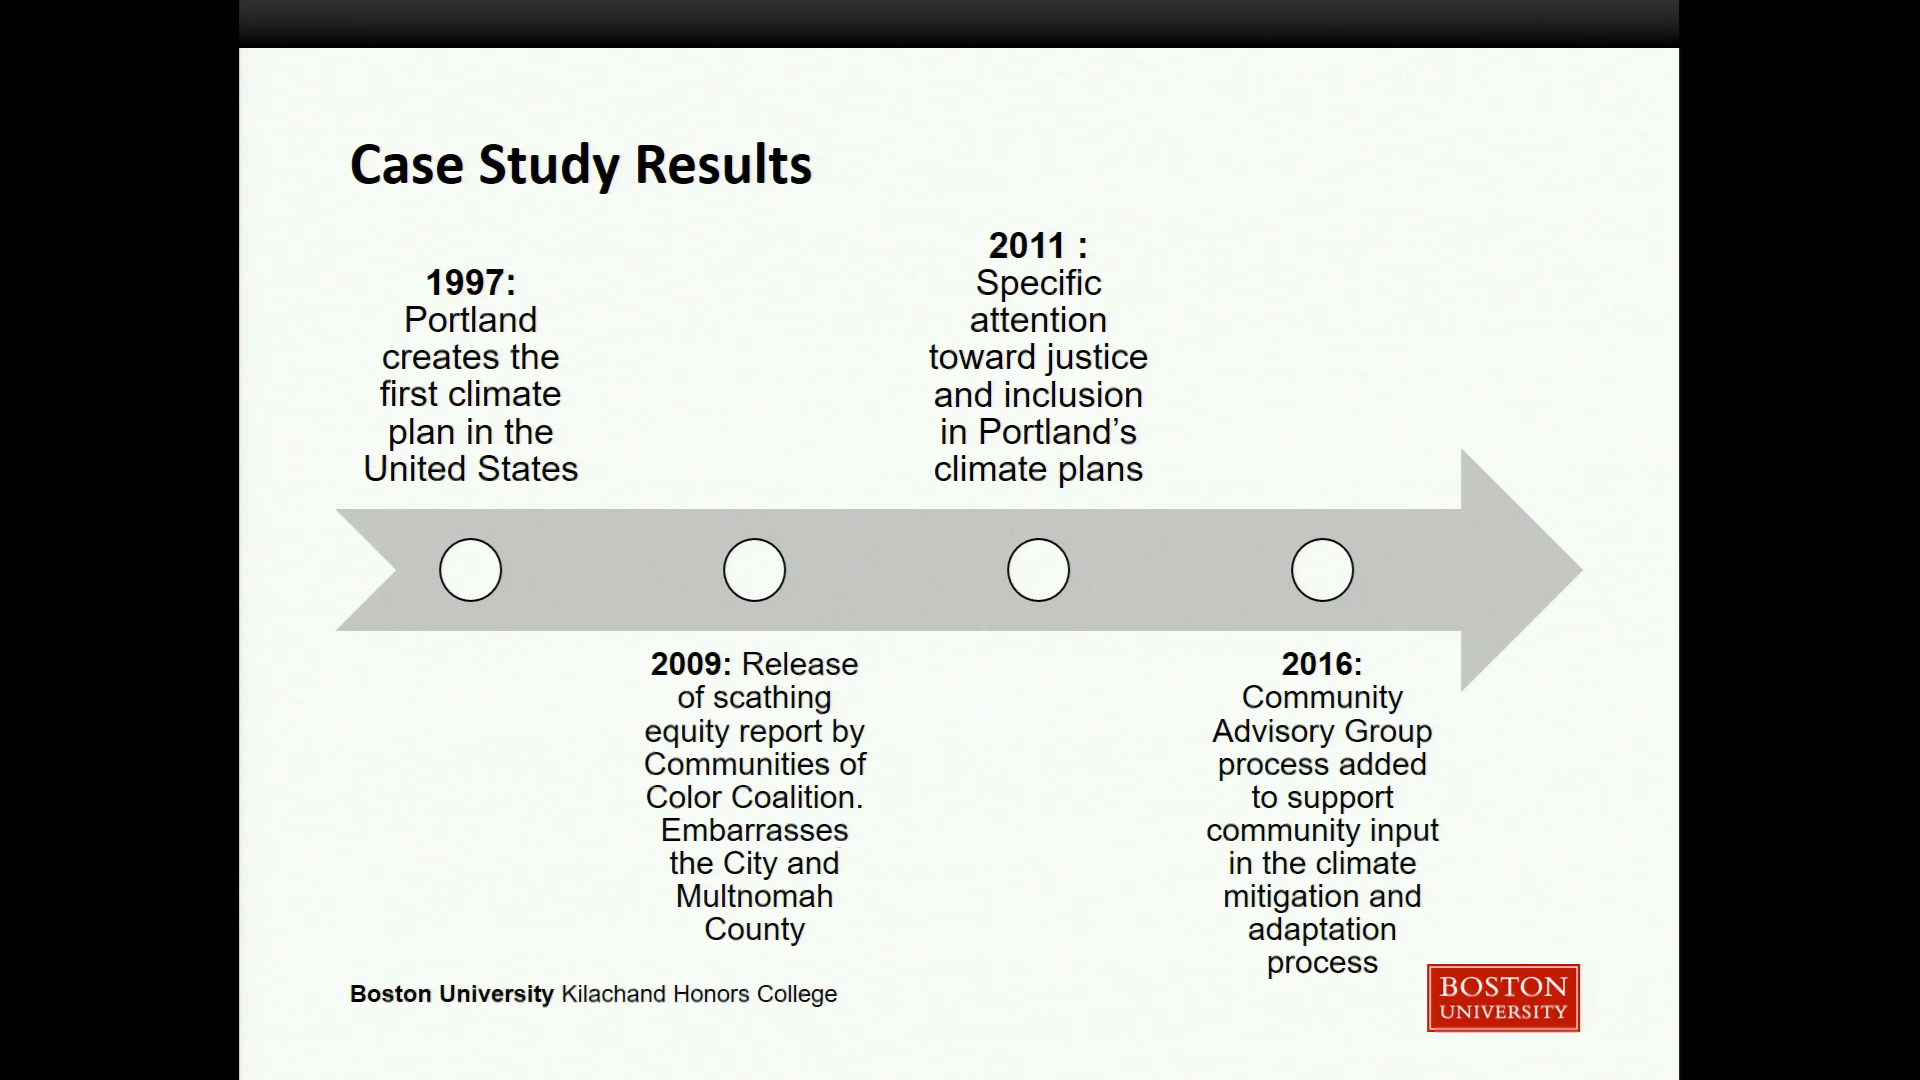 Case Study Results
1997:
Portland
creates the
first climate
plan in the
United States
2009: Release
of scathing
equity report by
Communities of
Color Coalition.
Embarrasses
the City and
Multnomah
County
2011 :
Specific
attention
toward justice
and inclusion
in Portland’s
climate plans
2016:
Community
Advisory Group
process added
to support
community input
in the climate
mitigation and
adaptation
process
Boston University Kilachand Honors College
BOSTON
UNIVERSITY